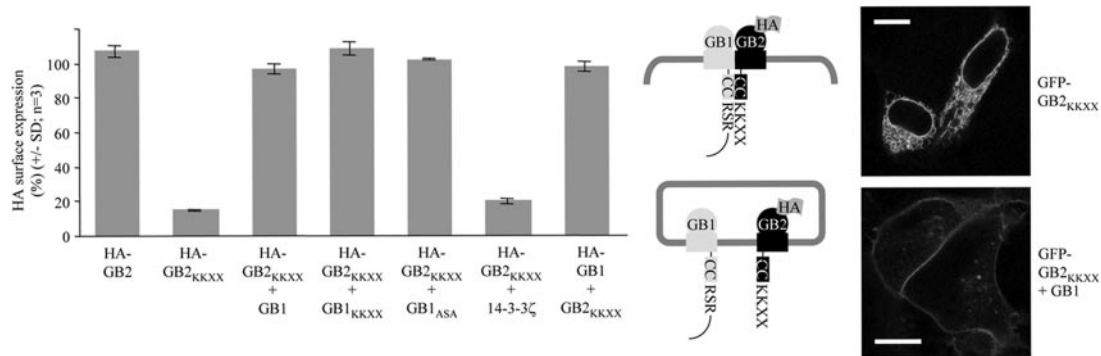 HA surface expression
(%) (+/- SD; n=3)
120
100
80
60
40
20
0
HA-
GB2
HA-
GB2KKXX
HA-
GB2KKXX
+
GB1
HA-
GB2KKXX
+
GB1KKXX
HA-
GB2KKXX
+
GB1ASA
HA-
GB2KKXX
+
14-3-3ζ
HA-
GB1
+
GB2KKXX
HA
GB1
GB2
CC RSR
CC KKXX
HA
GB1
GB2
CC RSR
CC KKXX
GFP-
GB2KKXX
GFP-
GB2KKXX
+ GB1